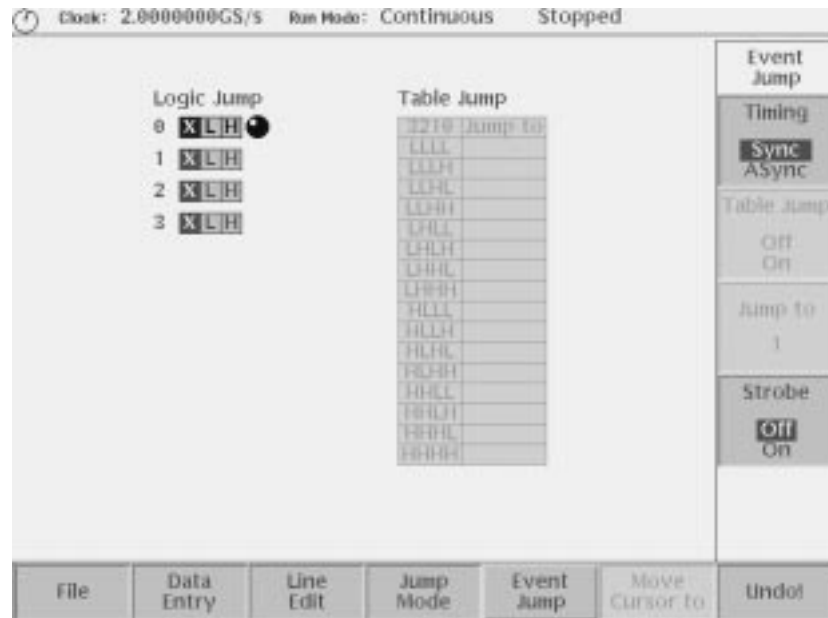 Clock: 2.0000000GS/s Run Mode: Continuous Stopped
Logic Jump
0 X L H
1 X L H
2 X L H
3 X L H
Table Jump
3210 Jump to
LLLL
LLLH
LLHL
LLHH
LHLL
LHLH
LHHL
LHHH
HLLL
HLLH
HLHL
HLHH
HHLL
HHLH
HHHL
HHHH
Event
Jump
Timing
Sync
ASync
Table Jump
Off
On
Jump to
1
Strobe
Off
On
File
Data
Entry
Line
Edit
Jump
Mode
Event
Jump
Move
Cursor to
Undo!